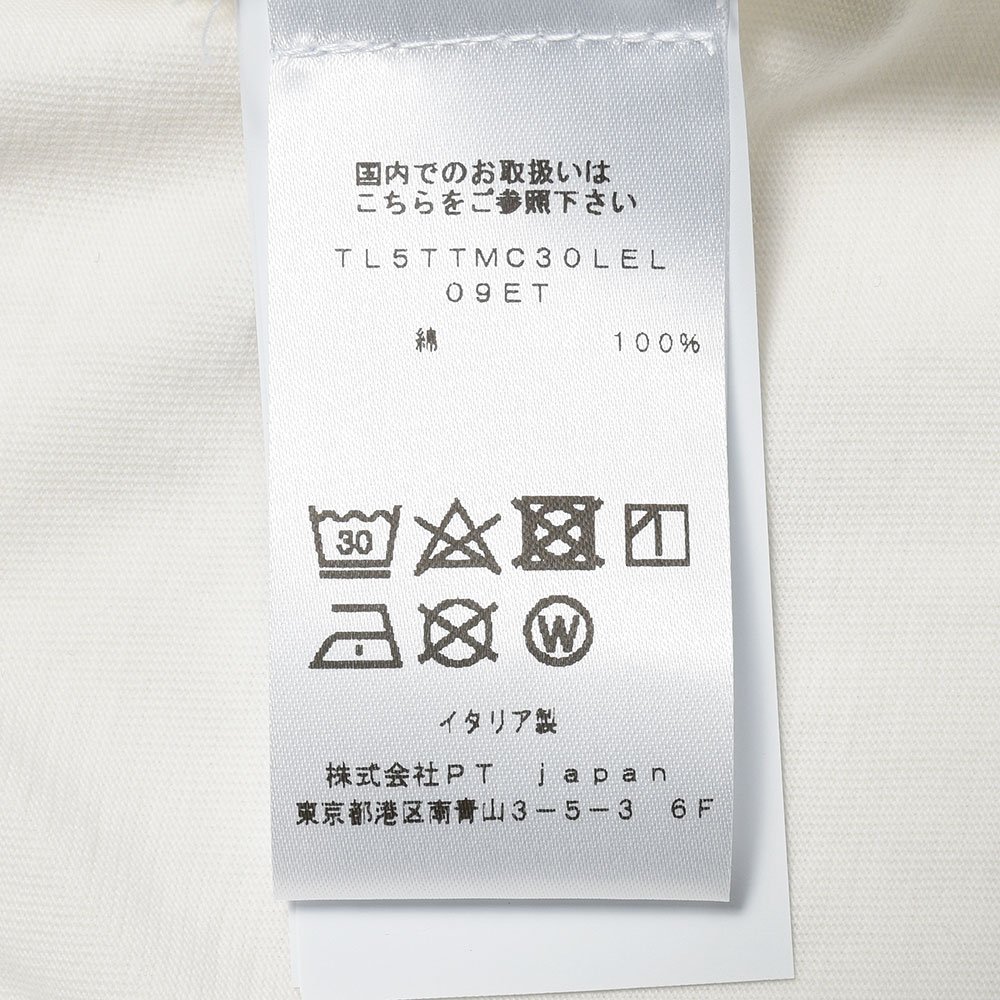 国内でのお取扱いは
こちらをご参照下さい
TL5TTMC30LEL
09ET
綿 100%
30
W
イタリア製
株式会社PT japan
東京都港区南青山3-5-3 6F